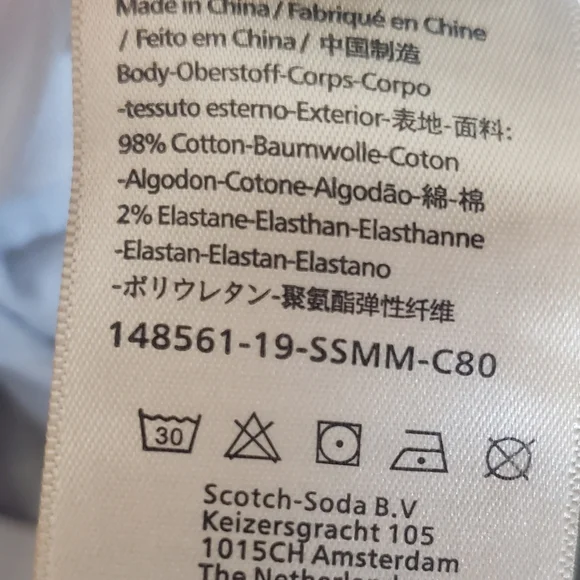 Made in China / Fabriqué en Chine
/ Feito em China / 中国制造
Body-Oberstoff-Corps-Corpo
-tessuto esterno-Exterior-表地-面料:
98% Cotton-Baumwolle-Coton
-Algodon-Cotone-Algodão-綿-棉
2% Elastane-Elasthan-Elasthanne
-Elastan-Elastan-Elastano
-ポリウレタン-聚氨酯弹性纤维
148561-19-SSMM-C80
30
Scotch-Soda B.V
Keizersgracht 105
1015CH Amsterdam
The